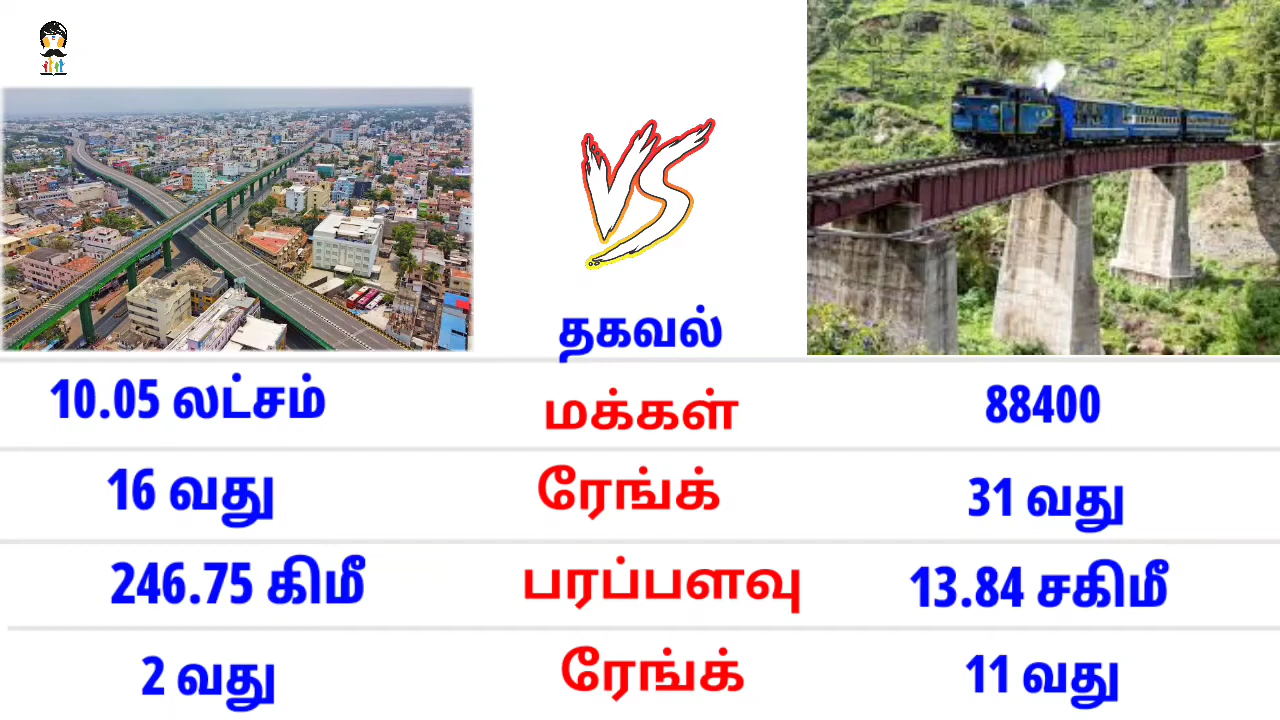 VS
தகவல்
10.05 லட்சம் மக்கள் 88400
16 வது ரேங்க் 31 வது
246.75 கிமீ பரப்பளவு 13.84 சகிமீ
2 வது ரேங்க் 11 வது